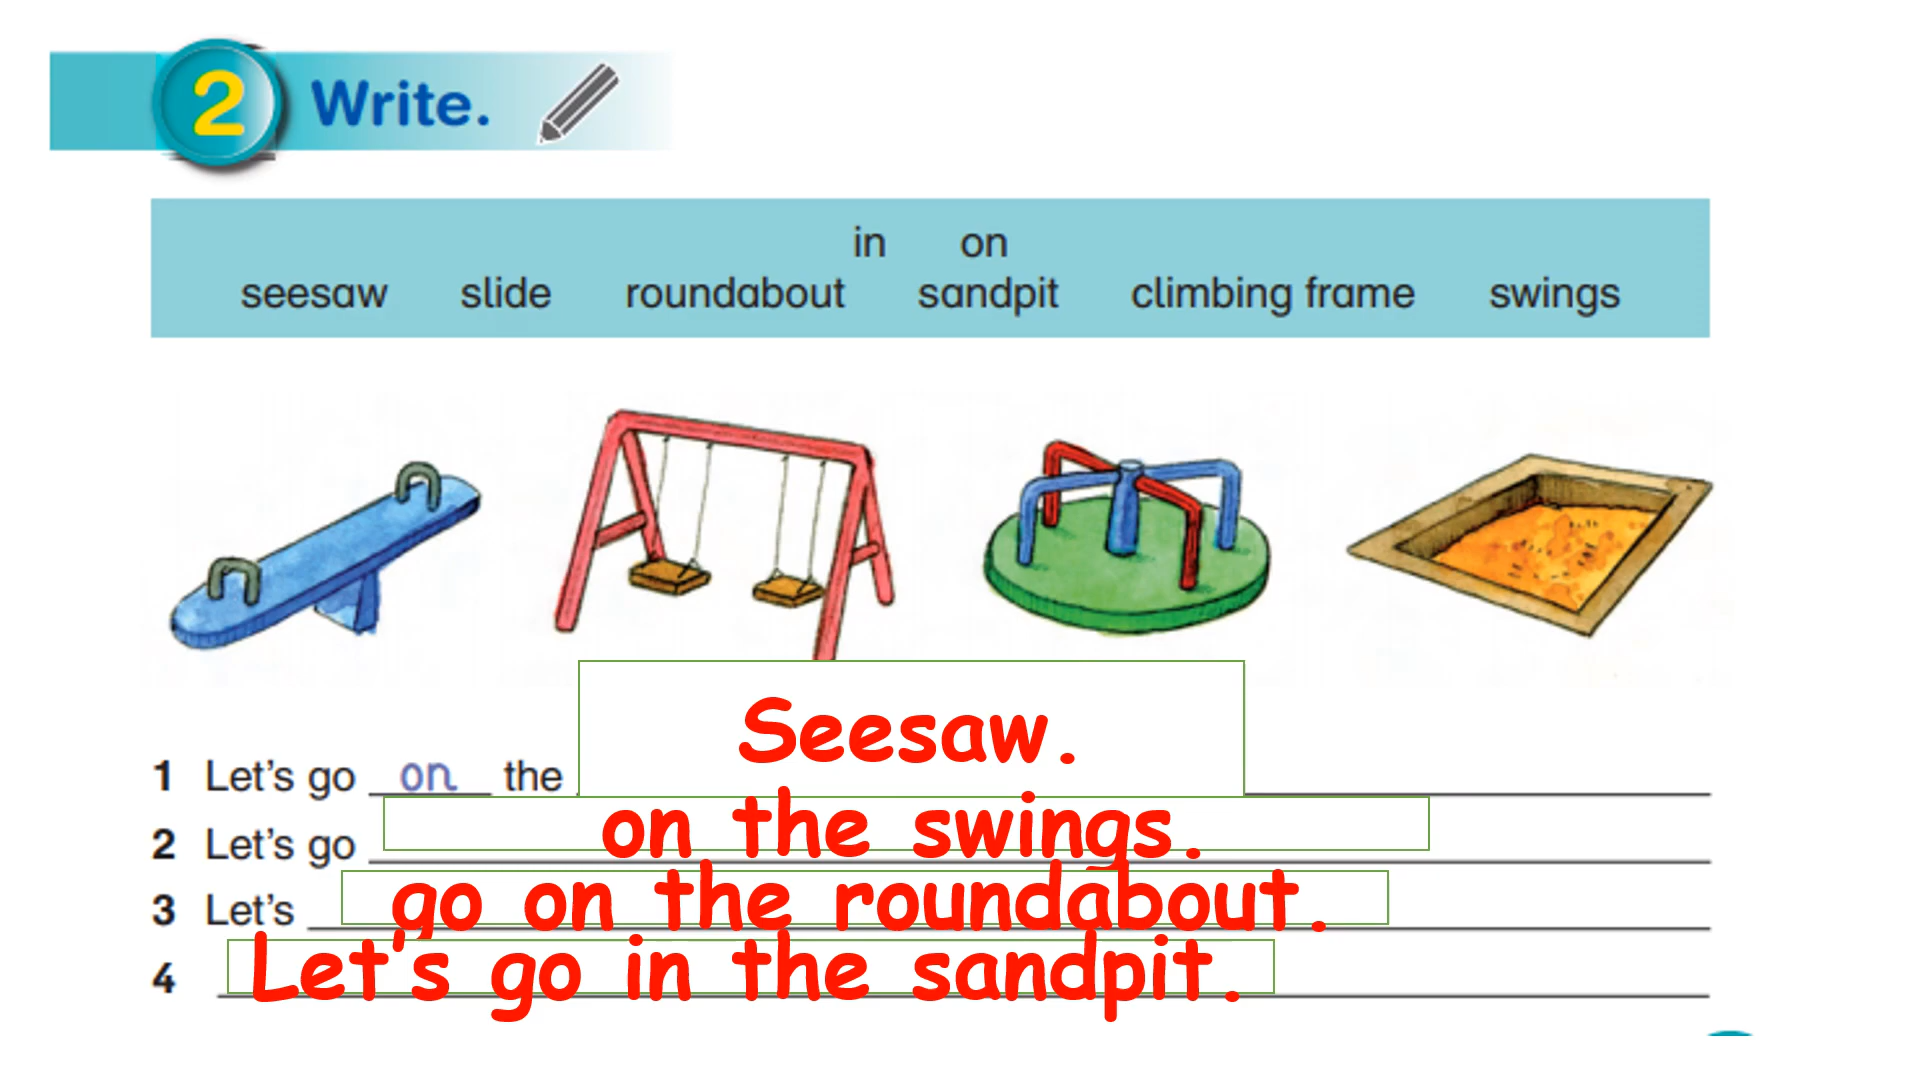 2 Write.
in on
seesaw slide roundabout sandpit climbing frame swings
1 Let's go on the Seesaw.
2 Let's go on the swings.
3 Let's go on the roundabout.
4 Let's go in the sandpit.